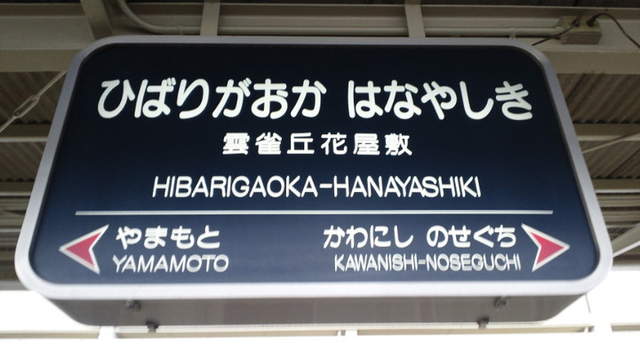 ひばりがおか はなやしき
雲雀丘花屋敷
HIBARIGAOKA-HANAYASHIKI
やまもと かわにし のせぐち
YAMAMOTO KAWANISHI-NOSEGUCHI